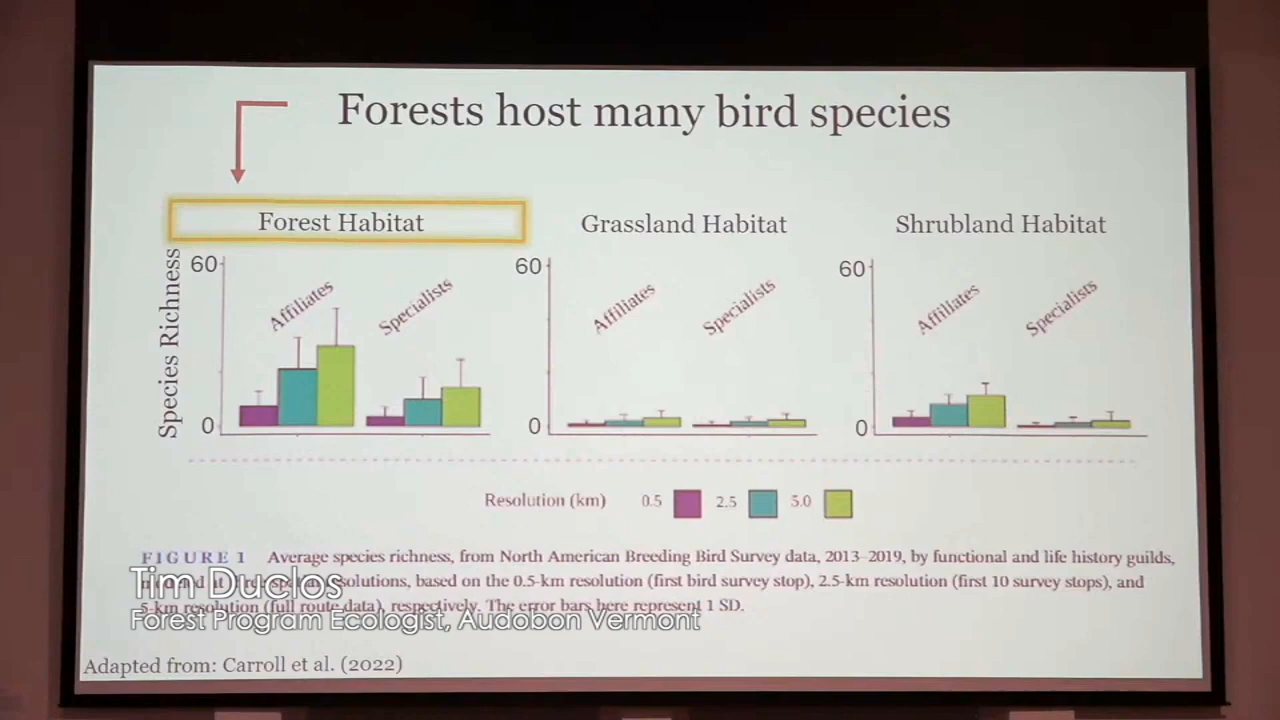 Forests host many bird species
Forest Habitat
Grassland Habitat
Shrubland Habitat
Species Richness
60
0
Affiliates
Specialists
60
0
Affiliates
Specialists
60
0
Affiliates
Specialists
Resolution (km) 0.5 2.5 5.0
FIGURE 1 Average species richness, from North American Breeding Bird Survey data, 2013–2019, by functional and life history guilds,
resolutions, based on the 0.5-km resolution (first bird survey stop), 2.5-km resolution (first 10 survey stops), and
5-km resolution (full route data), respectively. The error bars here represent 1 SD.
Tim Duclos
Forest Program Ecologist, Audobon Vermont
Adapted from: Carroll et al. (2022)